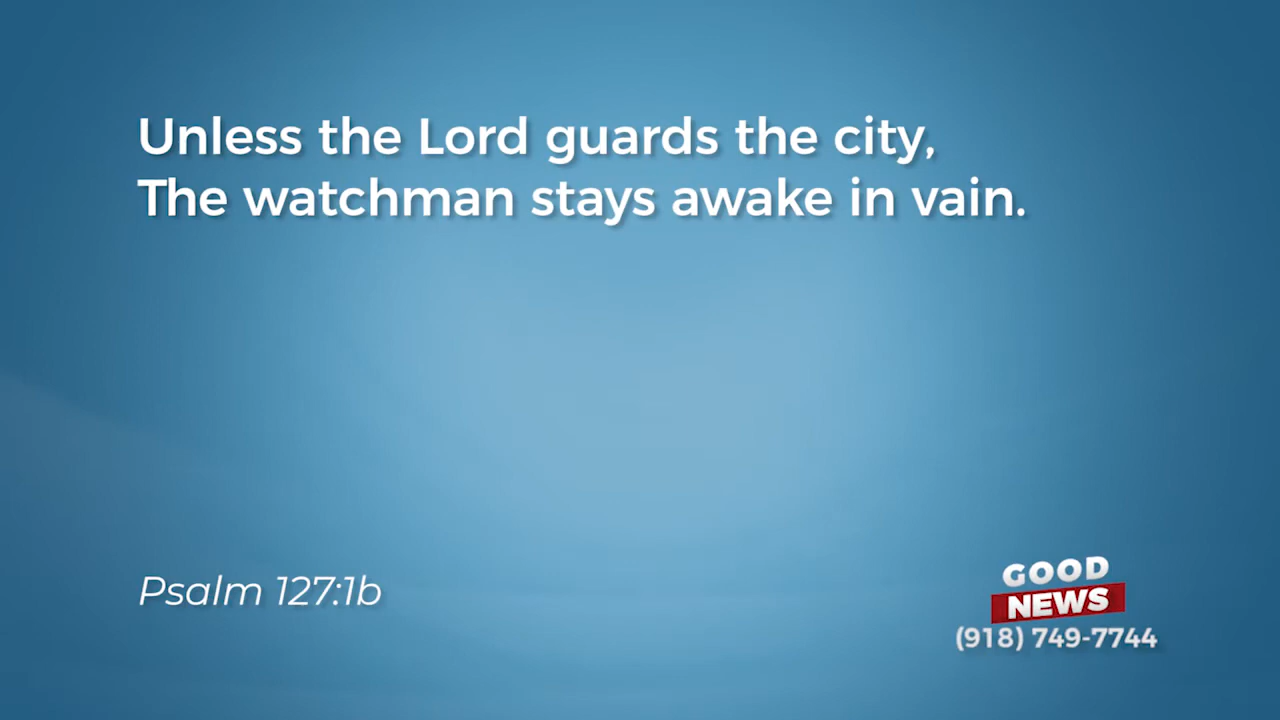 Unless the Lord guards the city,
The watchman stays awake in vain.
Psalm 127:1b
GOOD
NEWS
(918) 749-7744